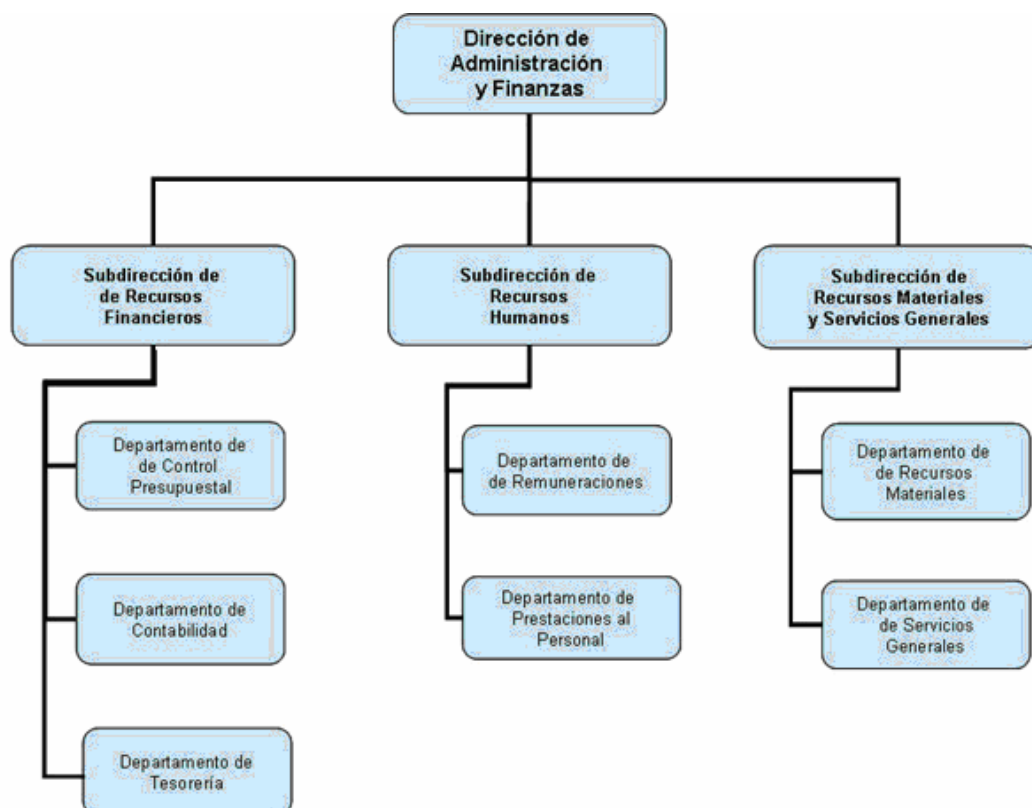 Dirección de
Administración
y Finanzas
Subdirección de
de Recursos
Financieros
Subdirección de
Recursos
Humanos
Subdirección de
Recursos Materiales
y Servicios Generales
Departamento de
de Control
Presupuestal
Departamento de
de Remuneraciones
Departamento de
de Recursos
Materiales
Departamento de
Contabilidad
Departamento de
Prestaciones al
Personal
Departamento de
de Servicios
Generales
Departamento de
Tesorería